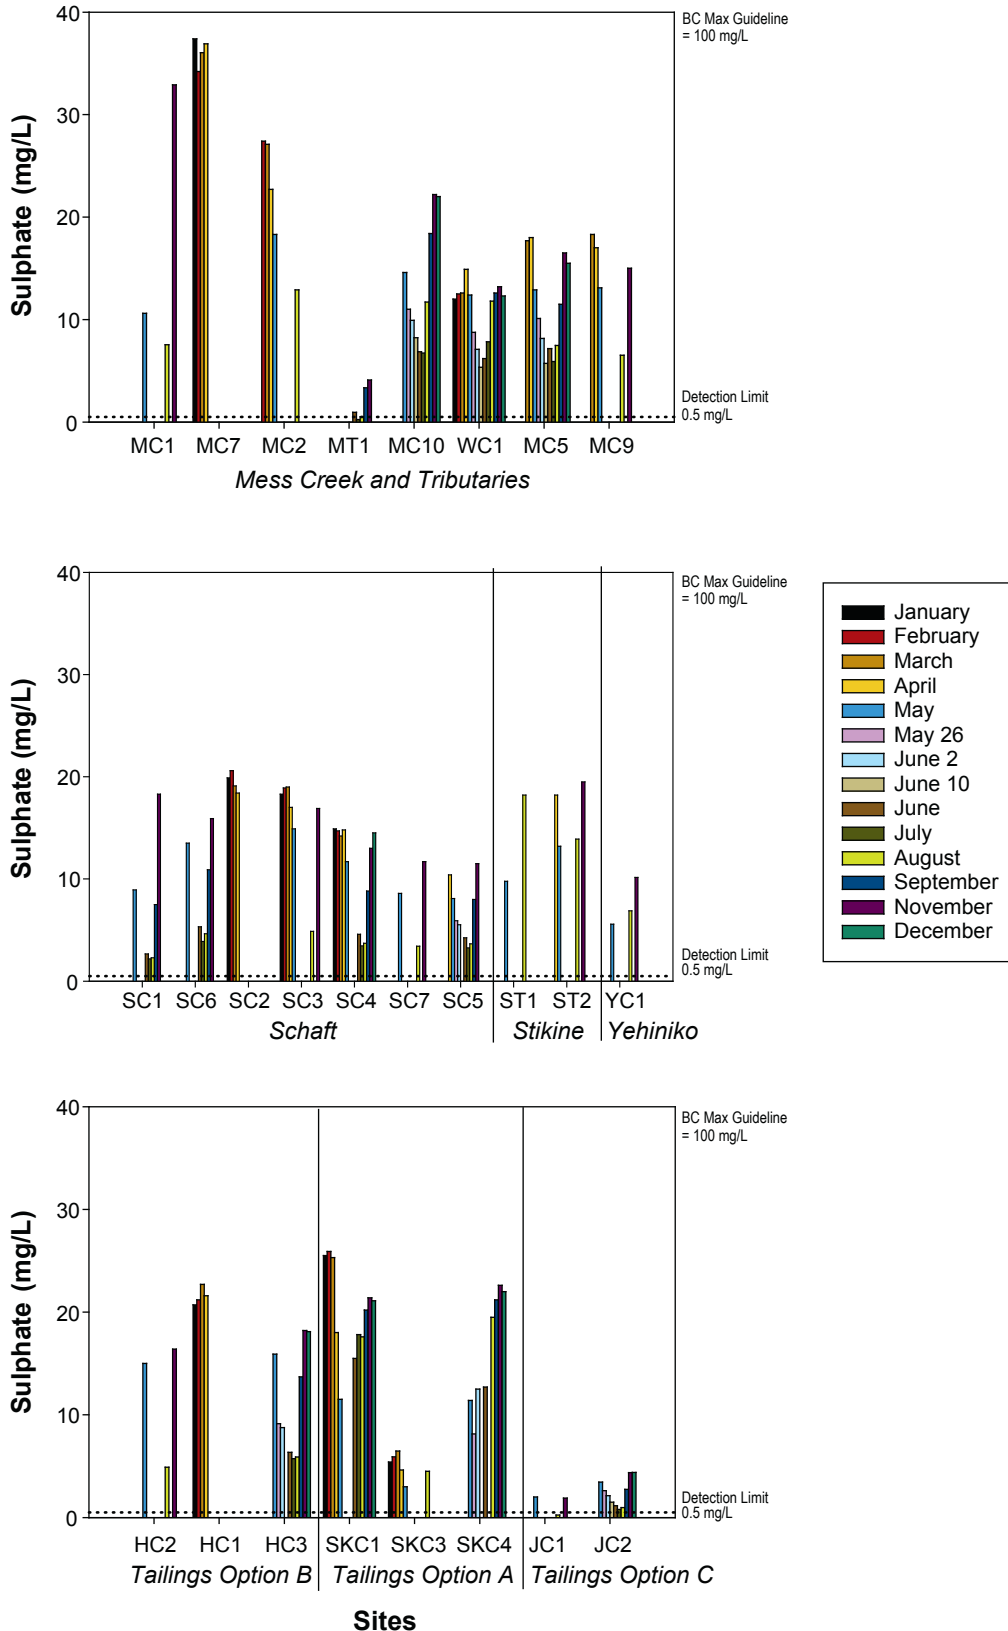 40
30
20
10
0
Sulphate (mg/L)
BC Max Guideline
= 100 mg/L
Detection Limit
0.5 mg/L
MC1 MC7 MC2 MT1 MC10 WC1 MC5 MC9
Mess Creek and Tributaries
40
30
20
10
0
Sulphate (mg/L)
BC Max Guideline
= 100 mg/L
Detection Limit
0.5 mg/L
SC1 SC6 SC2 SC3 SC4 SC7 SC5 ST1 ST2 YC1
Schaft Stikine Yehiniko
January
February
March
April
May
May 26
June 2
June 10
June
July
August
September
November
December
40
30
20
10
0
Sulphate (mg/L)
BC Max Guideline
= 100 mg/L
Detection Limit
0.5 mg/L
HC2 HC1 HC3 SKC1 SKC3 SKC4 JC1 JC2
Tailings Option B Tailings Option A Tailings Option C
Sites